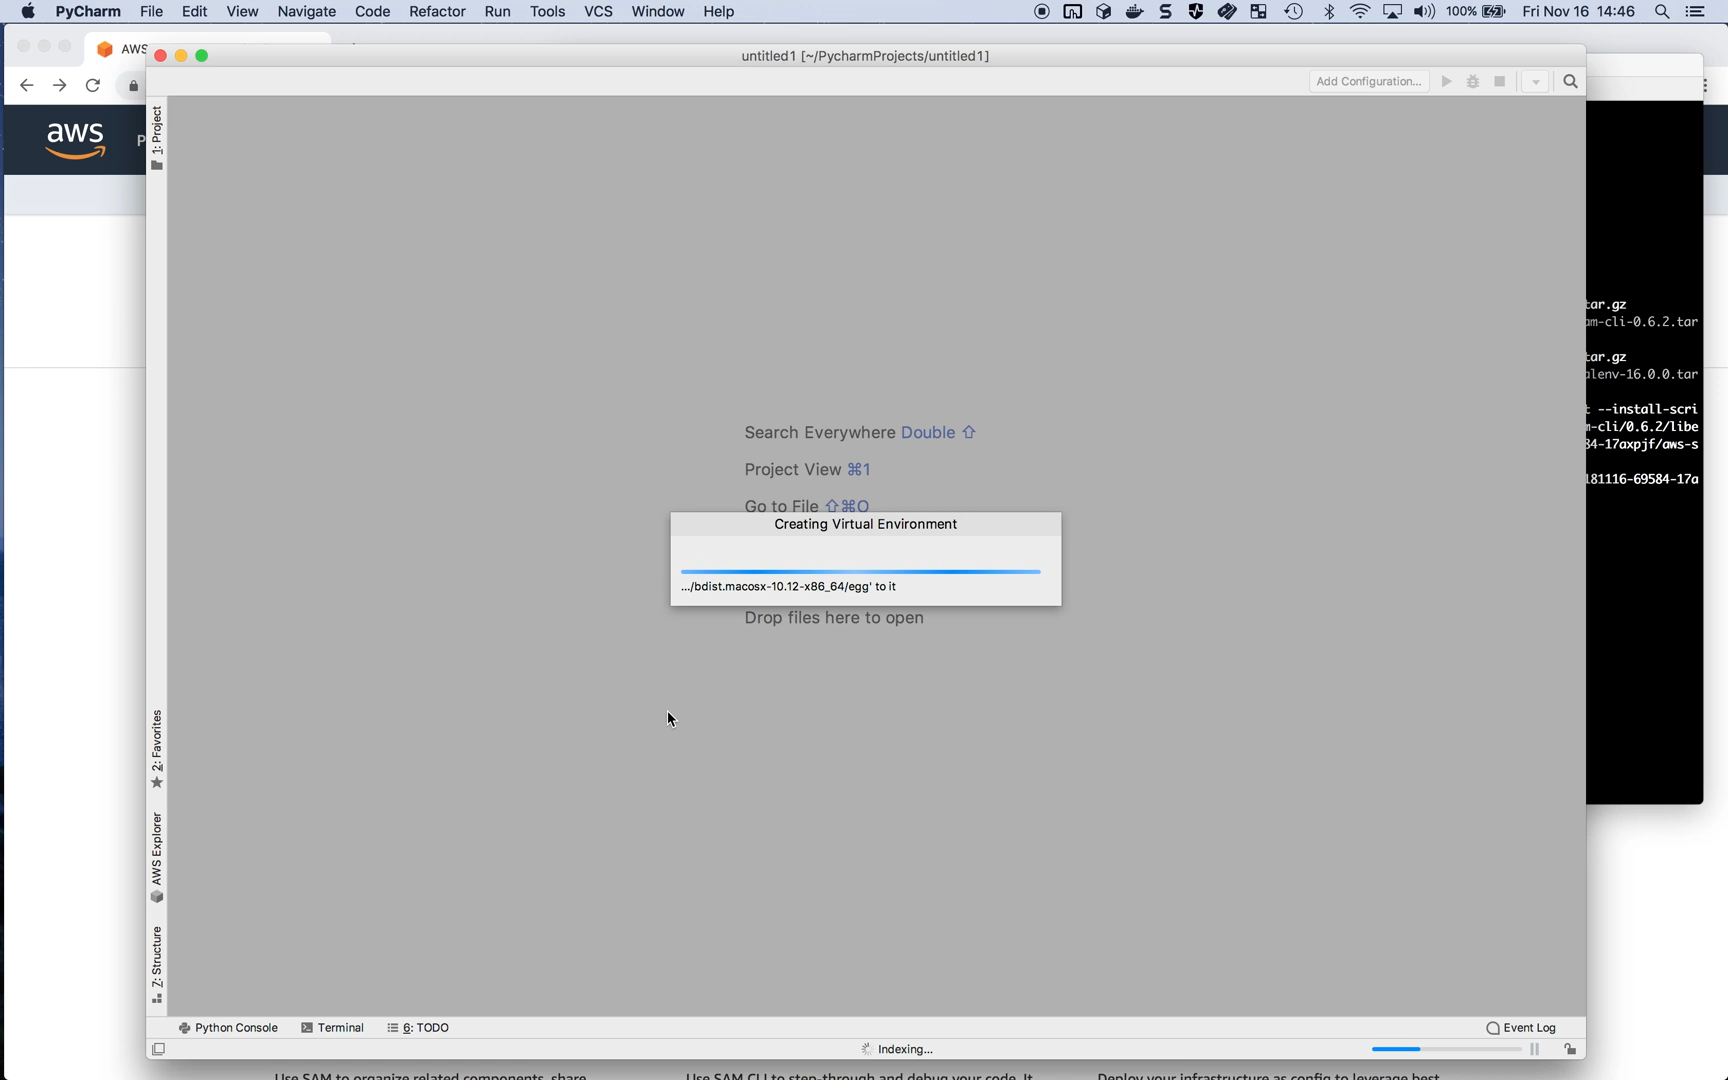 PyCharm File Edit View Navigate Code Refactor Run Tools VCS Window Help 100% Fri Nov 16 14:46
AWS
untitled1 [~/PycharmProjects/untitled1]
Add Configuration...
aws P
1: Project
tar.gz
am-cli-0.6.2.tar
tar.gz
alenv-16.0.0.tar
t --install-scri
m-cli/0.6.2/libe
84-17axpjf/aws-s
181116-69584-17a
Search Everywhere Double ⇧
Project View ⌘1
Go to File ⇧⌘O
Creating Virtual Environment
.../bdist.macosx-10.12-x86_64/egg' to it
Drop files here to open
2: Favorites
AWS Explorer
Z: Structure
Python Console Terminal 6: TODO Event Log
Indexing...
Use SAM to organize related components, share Use SAM CLI to step-through and debug your code. It Deploy your infrastructure as config to leverage best